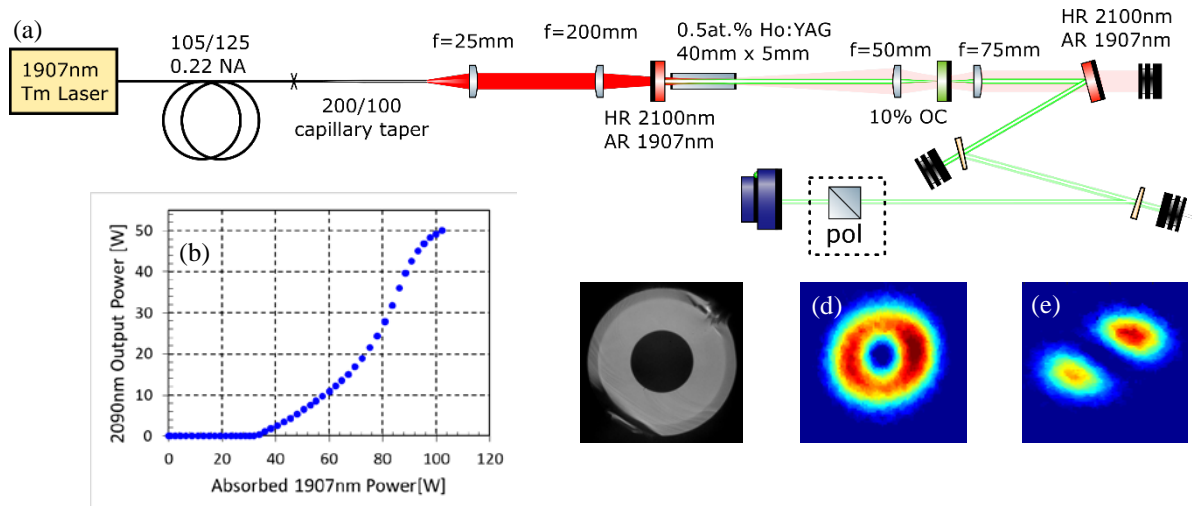 (a)
1907nm
Tm Laser
105/125
0.22 NA
200/100
capillary taper
f=25mm
f=200mm
HR 2100nm
AR 1907nm
0.5at.% Ho:YAG
40mm x 5mm
f=50mm
f=75mm
10% OC
HR 2100nm
AR 1907nm
pol
(b)
2090nm Output Power [W]
50
40
30
20
10
0
0 20 40 60 80 100 120
Absorbed 1907nm Power[W]
(d)
(e)